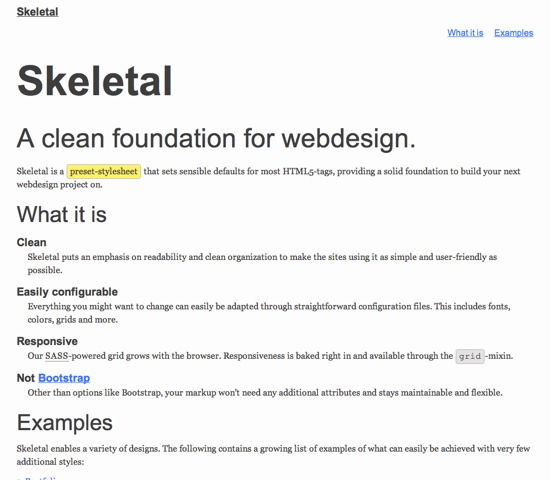 Skeletal
What it is Examples
Skeletal
A clean foundation for webdesign.
Skeletal is a preset-stylesheet that sets sensible defaults for most HTML5-tags, providing a solid foundation to build your next
webdesign project on.
What it is
Clean
Skeletal puts an emphasis on readability and clean organization to make the sites using it as simple and user-friendly as
possible.
Easily configurable
Everything you might want to change can easily be adapted through straightforward configuration files. This includes fonts,
colors, grids and more.
Responsive
Our SASS-powered grid grows with the browser. Responsiveness is baked right in and available through the grid-mixin.
Not Bootstrap
Other than options like Bootstrap, your markup won't need any additional attributes and stays maintainable and flexible.
Examples
Skeletal enables a variety of designs. The following contains a growing list of examples of what can easily be achieved with very few
additional styles: